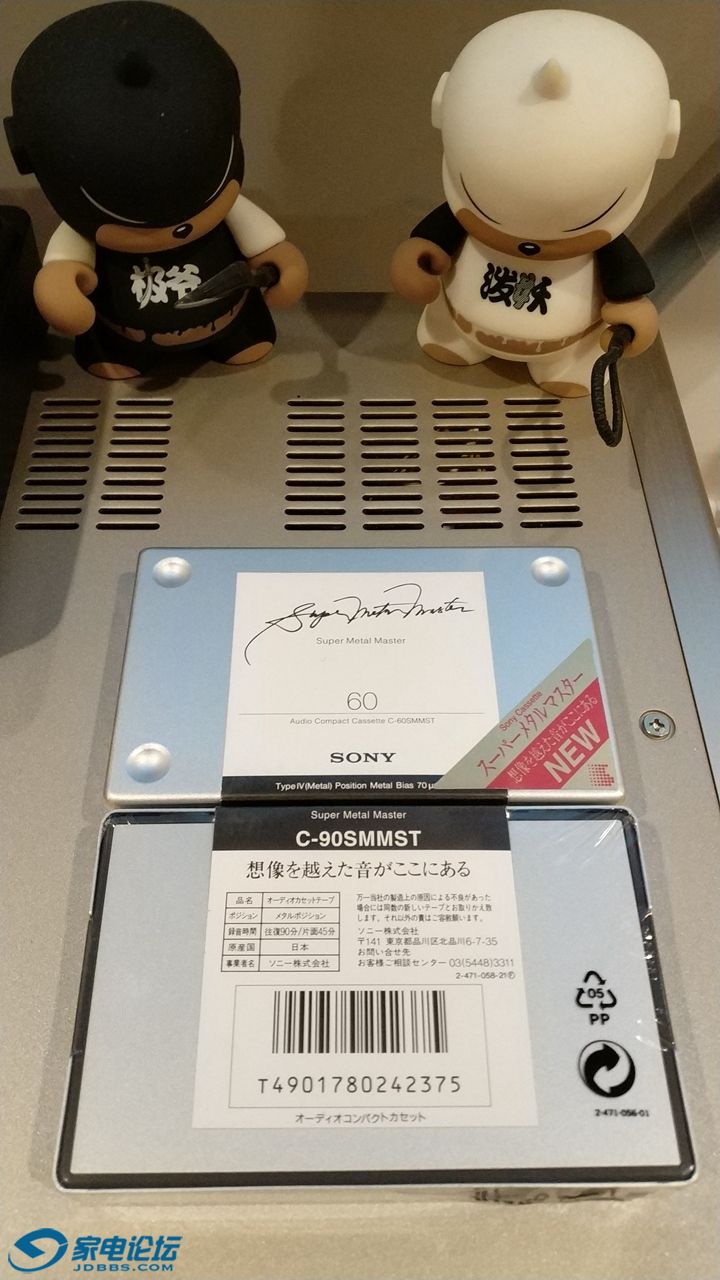 极爷
泼妖
Super Metal Master
Super Metal Master
60
Audio Compact Cassette C-60SMMST
SONY
Type IV (Metal) Position Metal Bias 70μ
Sony Cassette
スーパーメタルマスター
想像を越えた音がここにある
NEW
Super Metal Master
C-90SMMST
想像を越えた音がここにある
品名 オーディオカセットテープ
ポジション メタルポジション
録音時間 往復90分/片面45分
原産国 日本
事業者名 ソニー株式会社
万一当社の製造上の原因による不良があった
場合には同数の新しいテープとお取りかえ致
します。それ以外の責はご容赦願います。
ソニー株式会社
〒141 東京都品川区北品川6-7-35
お問い合せ先
お客様ご相談センター 03(5448)3311
2-471-058-21
T4901780242375
オーディオコンパクトカセット
05
PP
2-471-056-01
家电论坛
JDBBS.COM